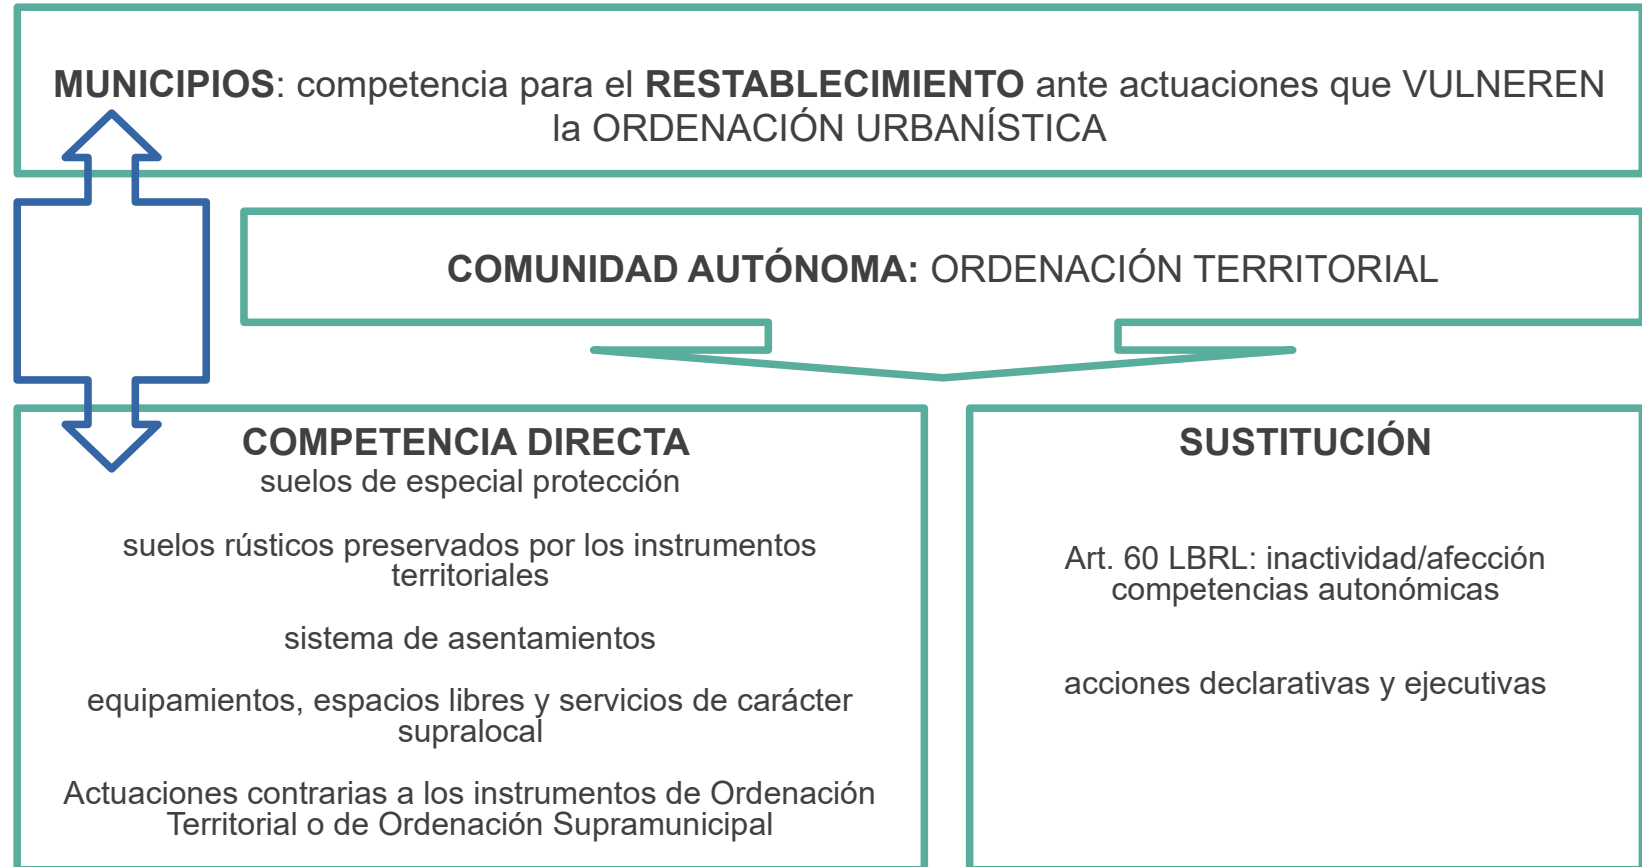 MUNICIPIOS: competencia para el RESTABLECIMIENTO ante actuaciones que VULNEREN
la ORDENACIÓN URBANÍSTICA
COMUNIDAD AUTÓNOMA: ORDENACIÓN TERRITORIAL
COMPETENCIA DIRECTA
suelos de especial protección
suelos rústicos preservados por los instrumentos
territoriales
sistema de asentamientos
equipamientos, espacios libres y servicios de carácter
supralocal
Actuaciones contrarias a los instrumentos de Ordenación
Territorial o de Ordenación Supramunicipal
SUSTITUCIÓN
Art. 60 LBRL: inactividad/afección
competencias autonómicas
acciones declarativas y ejecutivas